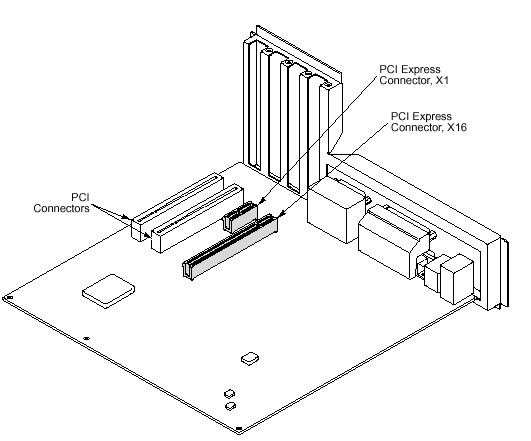 PCI Express
Connector, X1
PCI Express
Connector, X16
PCI
Connectors